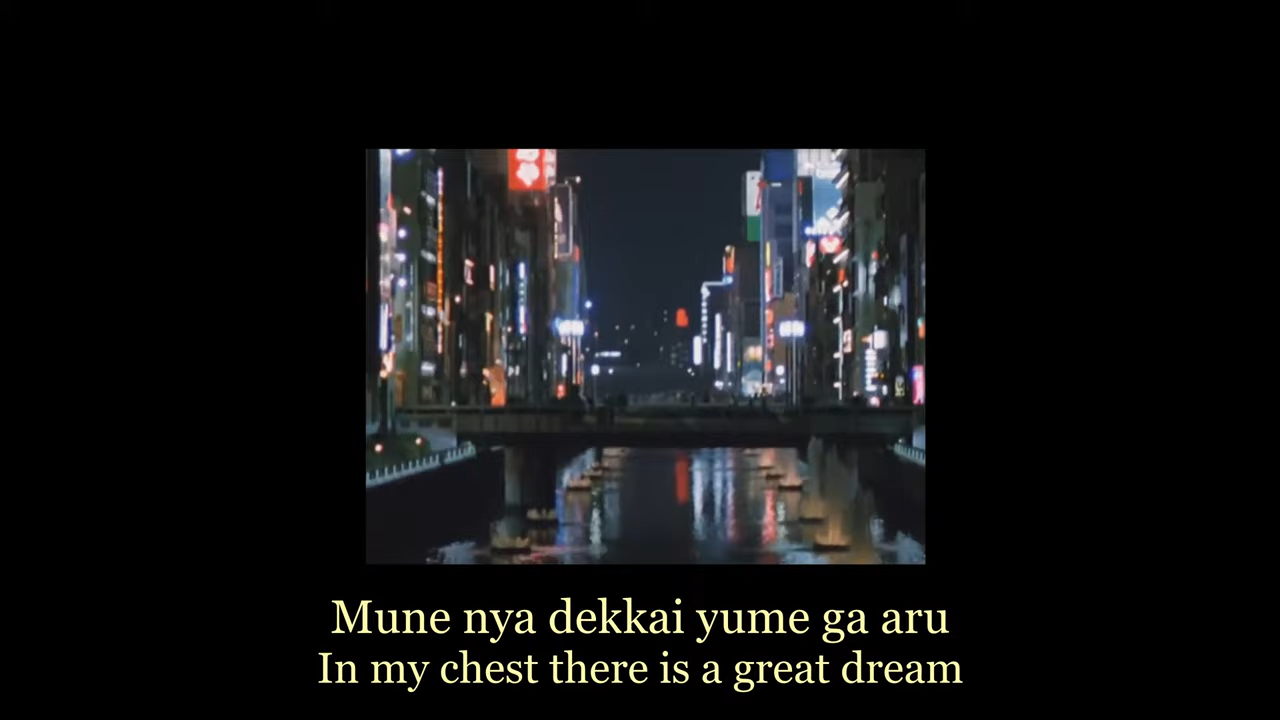 Mune nya dekkai yume ga aru
In my chest there is a great dream